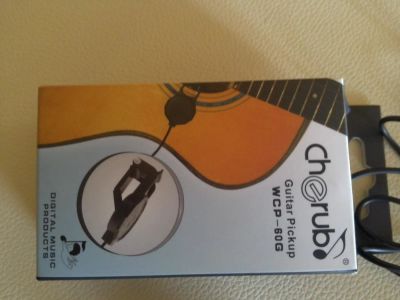 Cherub®
Guitar Pickup
WCP-60G
DIGITAL MUSIC
PRODUCTS